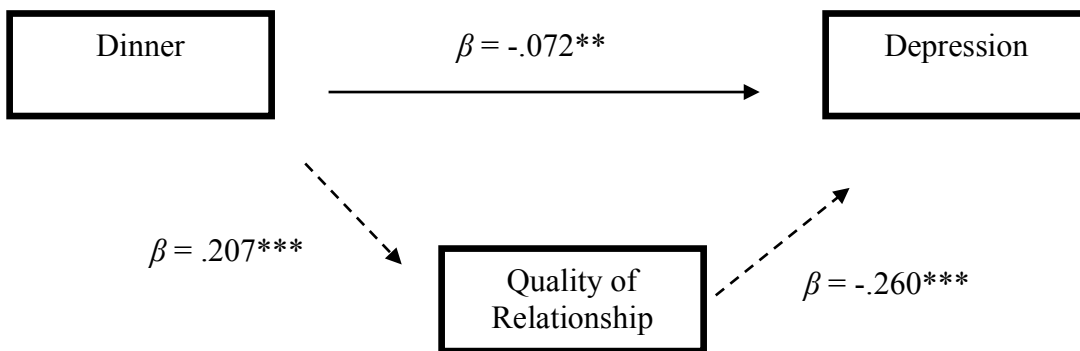 Dinner
β = -.072**
Depression
β = .207***
Quality of
Relationship
β = -.260***